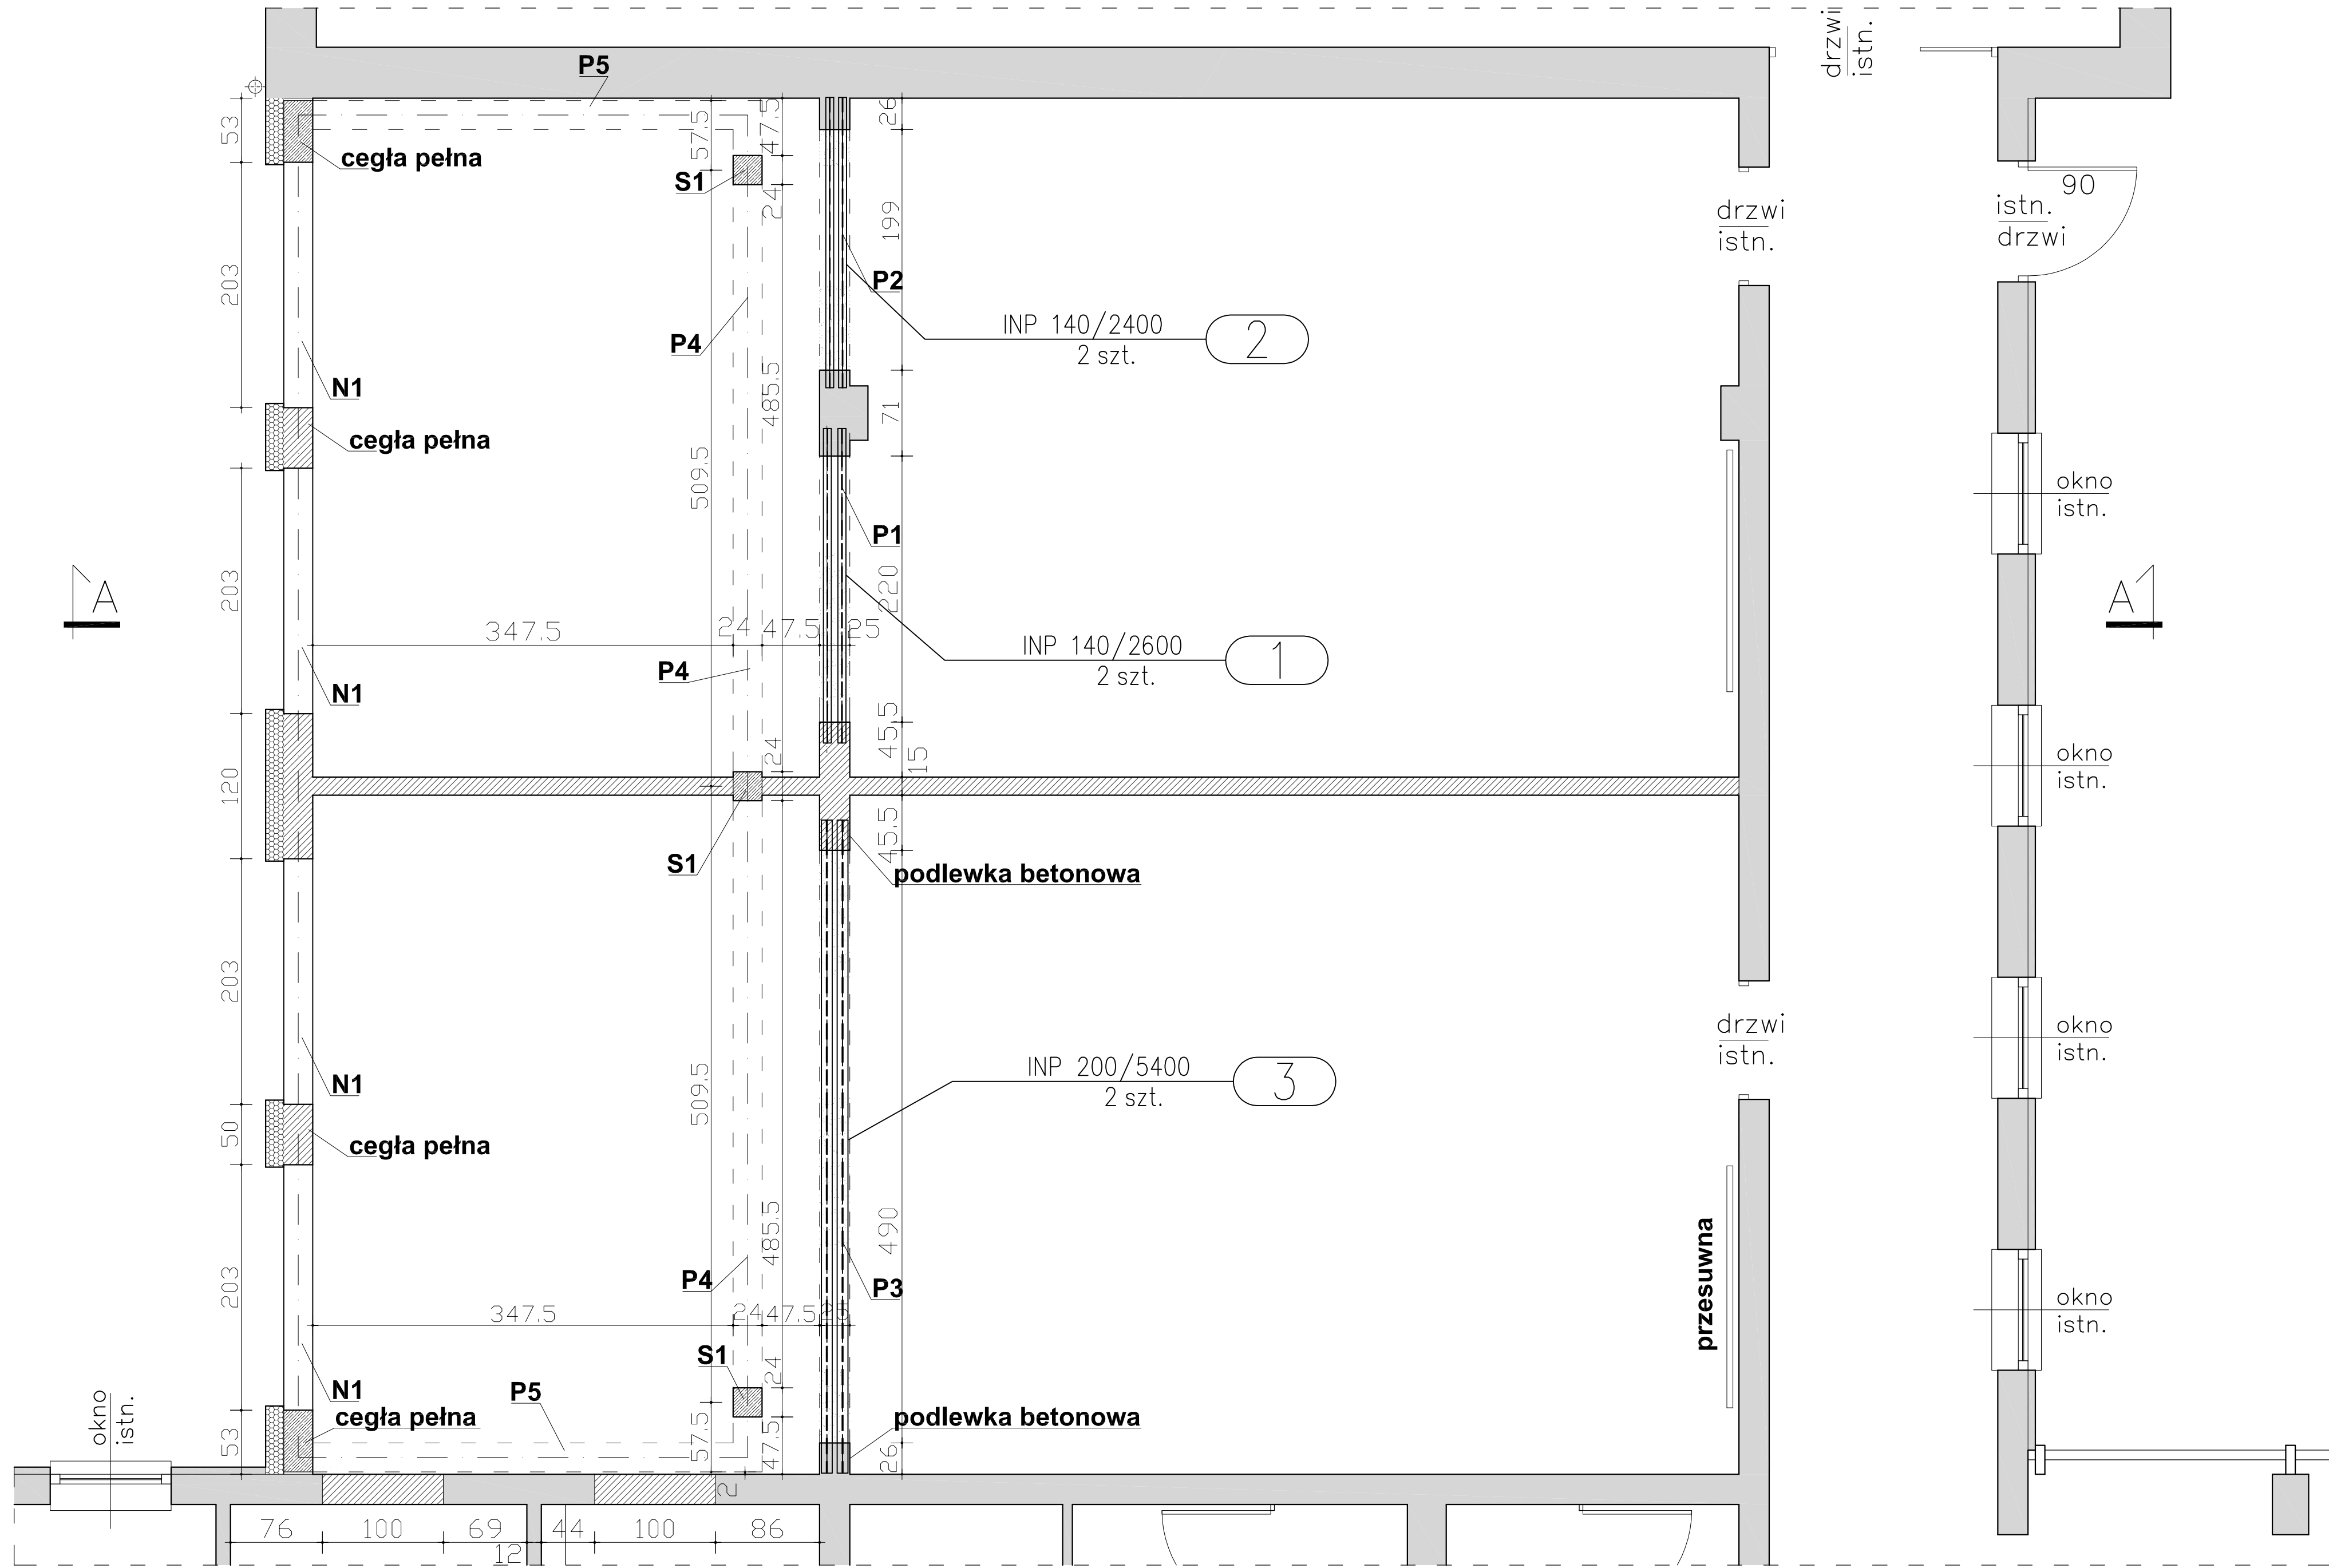 drzwi
istn.
P5
53
cegła pełna
57.5
47.5
26
S1
24
90
drzwi
istn.
istn.
drzwi
199
203
P2
INP 140/2400
2 szt.
2
P4
N1
485.5
71
cegła pełna
509.5
okno
istn.
P1
203
220
A
A
347.5
24
47.5
25
INP 140/2600
2 szt.
1
P4
N1
45.5
24
15
120
okno
istn.
45.5
S1
podlewka betonowa
203
drzwi
istn.
okno
istn.
INP 200/5400
2 szt.
3
N1
509.5
50
cegła pełna
485.5
490
203
P4
P3
przesuwna
347.5
24
47.5
25
okno
istn.
S1
24
N1
P5
cegła pełna
podlewka betonowa
okno
istn.
53
57.5
47.5
26
2
76
100
69
12
44
100
86